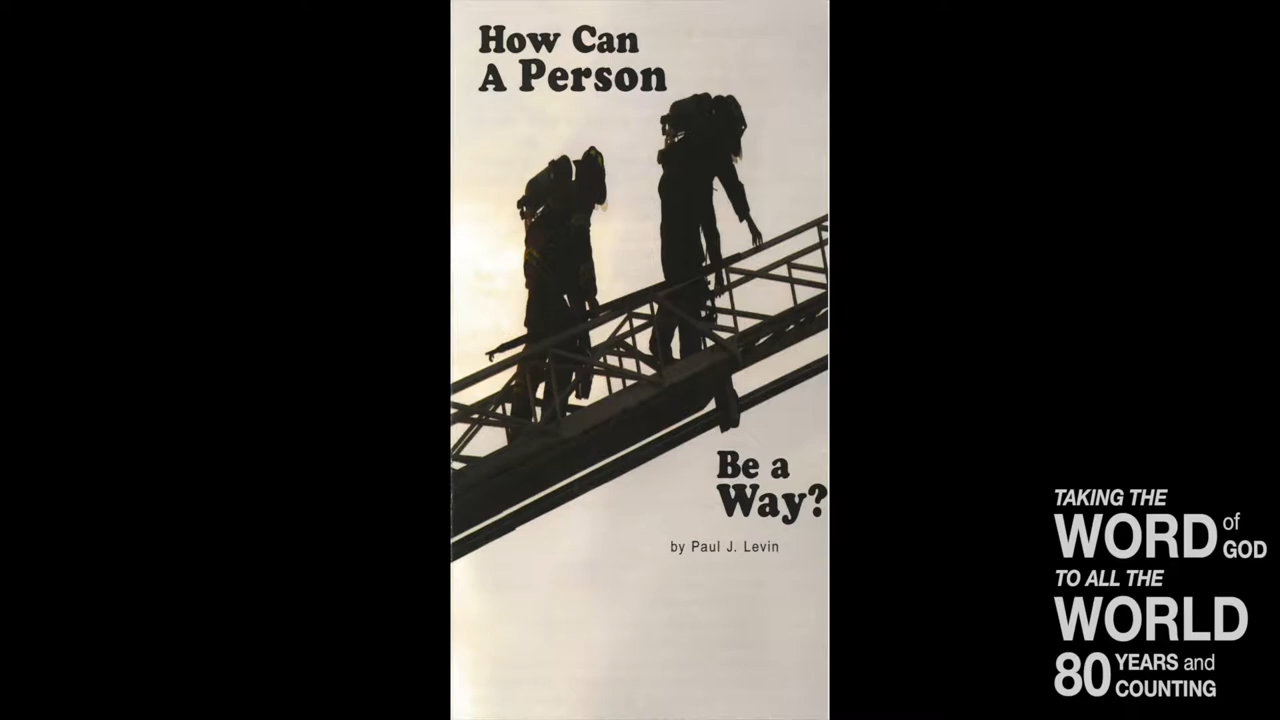 How Can
A Person
Be a
Way?
by Paul J. Levin
TAKING THE
WORD of GOD
TO ALL THE
WORLD
80 YEARS and COUNTING